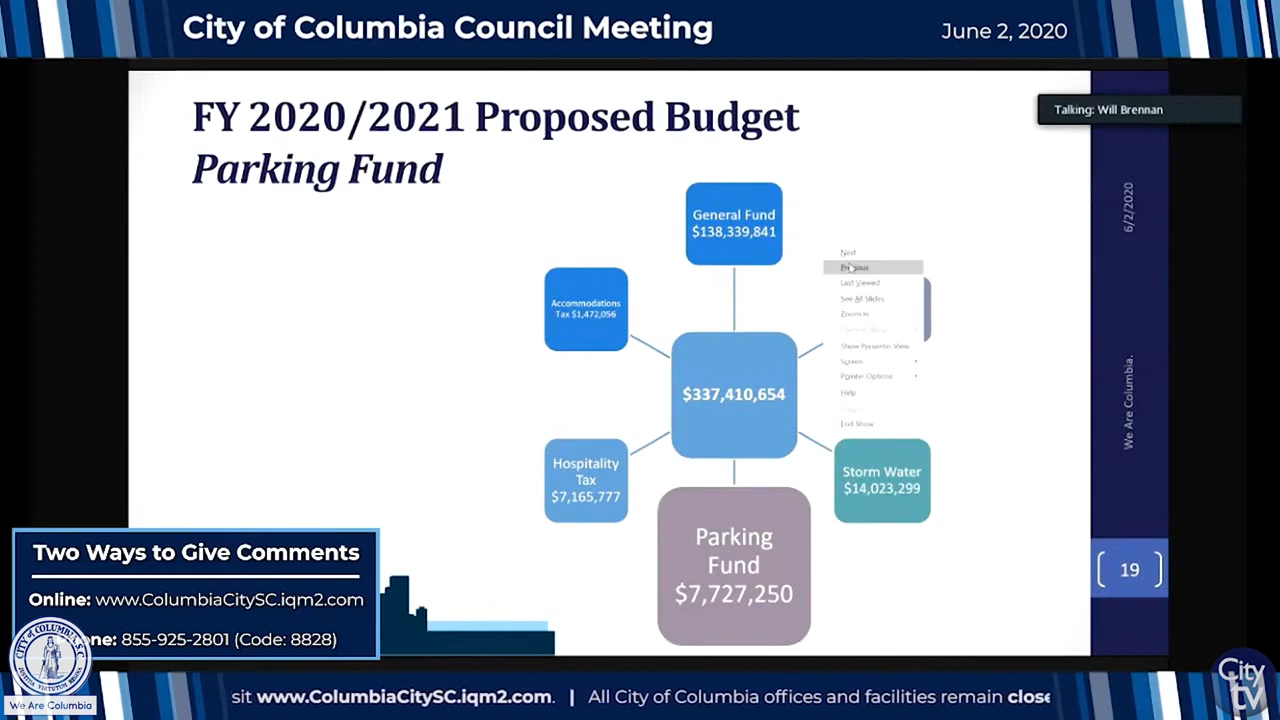 City of Columbia Council Meeting
June 2, 2020
FY 2020/2021 Proposed Budget
Parking Fund
Talking: Will Brennan
6/2/2020
We Are Columbia.
General Fund
$138,339,841
Accommodations
Tax $1,472,056
$337,410,654
Next
Previous
Last Viewed
See All Slides
Zoom In
Custom Show
Show Presenter View
Screen
Pointer Options
Help
End Show
Hospitality
Tax
$7,165,777
Storm Water
$14,023,299
Parking
Fund
$7,727,250
19
Two Ways to Give Comments
Online: www.ColumbiaCitySC.iqm2.com
one: 855-925-2801 (Code: 8828)
We Are Columbia
sit www.ColumbiaCitySC.iqm2.com. | All City of Columbia offices and facilities remain close
City
tv